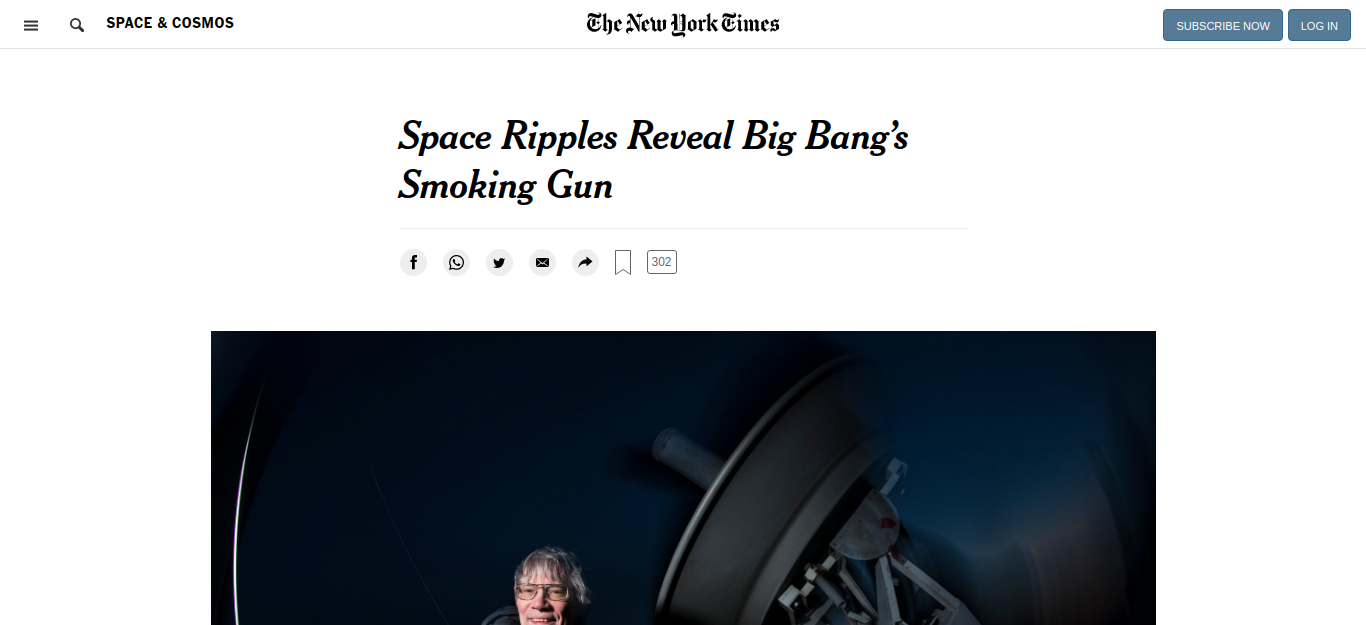 SPACE & COSMOS
The New York Times
SUBSCRIBE NOW
LOG IN
Space Ripples Reveal Big Bang’s
Smoking Gun
302